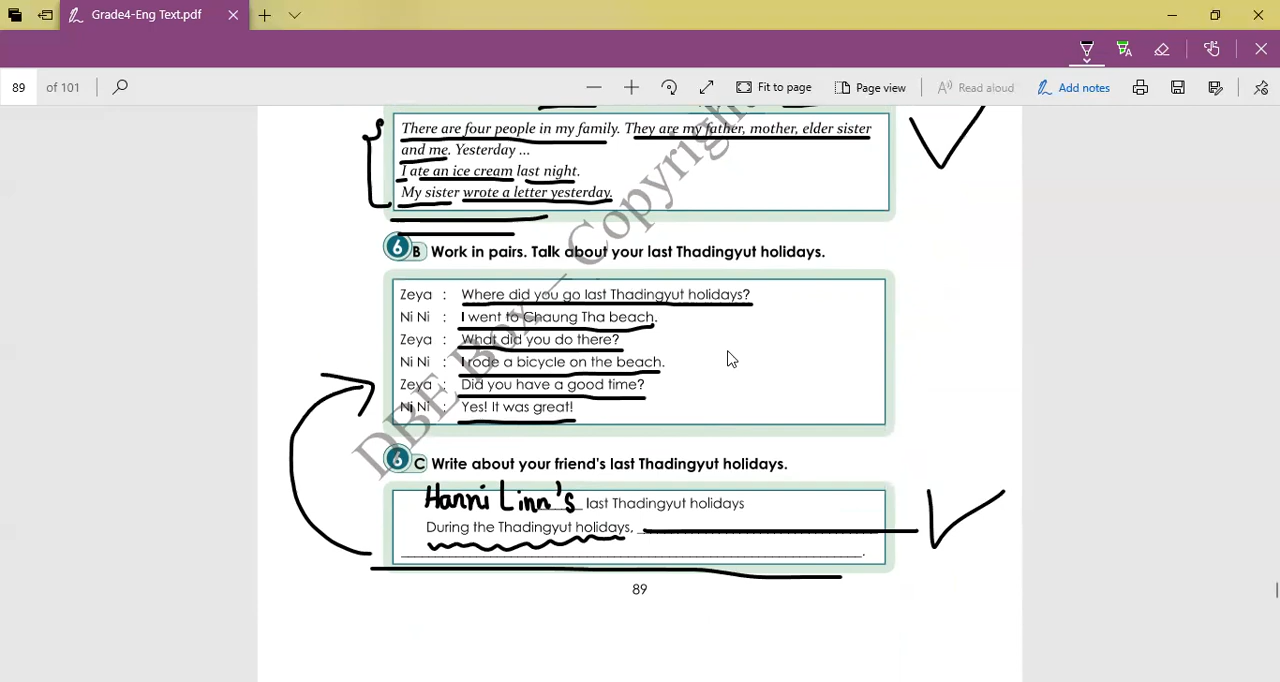 Grade4-Eng Text.pdf
89 of 101
Fit to page
Page view
Read aloud
Add notes
There are four people in my family. They are my father, mother, elder sister
and me. Yesterday ...
I ate an ice cream last night.
My sister wrote a letter yesterday.
6 B Work in pairs. Talk about your last Thadingyut holidays.
Zeya : Where did you go last Thadingyut holidays?
Ni Ni : I went to Chaung Tha beach.
Zeya : What did you do there?
Ni Ni : I rode a bicycle on the beach.
Zeya : Did you have a good time?
Ni Ni : Yes! It was great!
6 C Write about your friend's last Thadingyut holidays.
Hanni Linn's last Thadingyut holidays
During the Thadingyut holidays,
.
89
DBE Box – Copyright